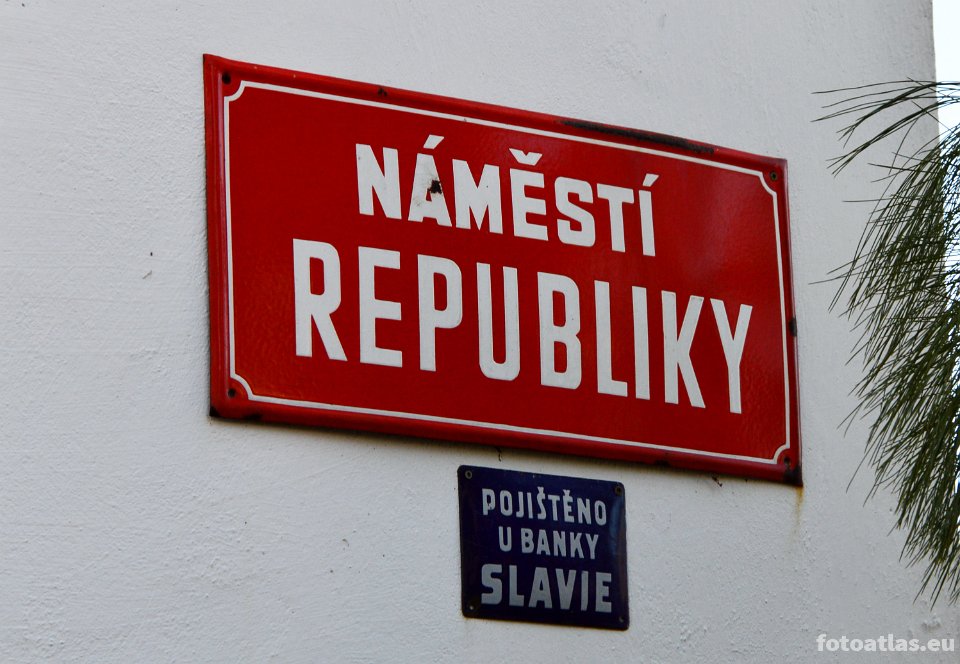 NÁMĚSTÍ
REPUBLIKY
POJIŠTĚNO
U BANKY
SLAVIE
fotoatlas.eu